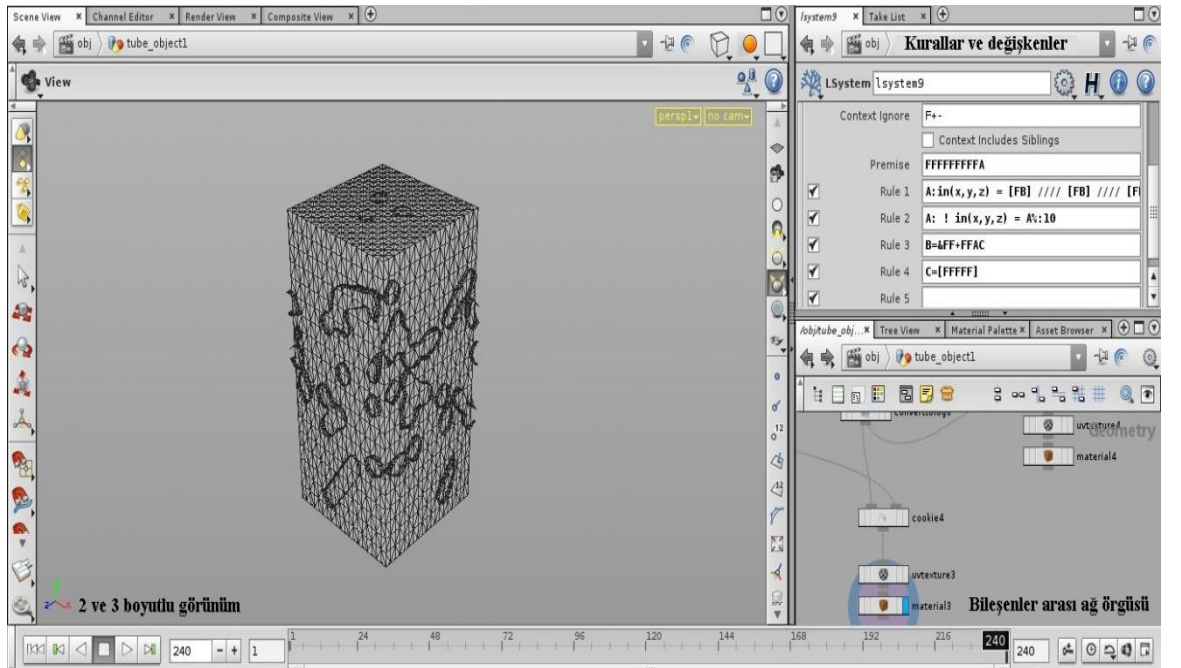 Scene View × Channel Editor × Render View × Composite View ×
obj tube_object1
View
persp1 no cam
2 ve 3 boyutlu görünüm
lsystem9 × Take List ×
obj Kurallar ve değişkenler
LSystem lsystem9
Context Ignore F+-
Context Includes Siblings
Premise FFFFFFFFFA
Rule 1 A:in(x,y,z) = [FB] //// [FB] //// [F
Rule 2 A: ! in(x,y,z) = A%:10
Rule 3 B=&FF+FFAC
Rule 4 C=[FFFFF]
Rule 5
/obj/tube_obj... × Tree View × Material Palette × Asset Browser ×
obj tube_object1
Geometry
uvtexture4
material4
cookie4
uvtexture3
material3
Bileşenler arası ağ örgüsü
240 - + 1
1 24 48 72 96 120 144 168 192 216 240
240